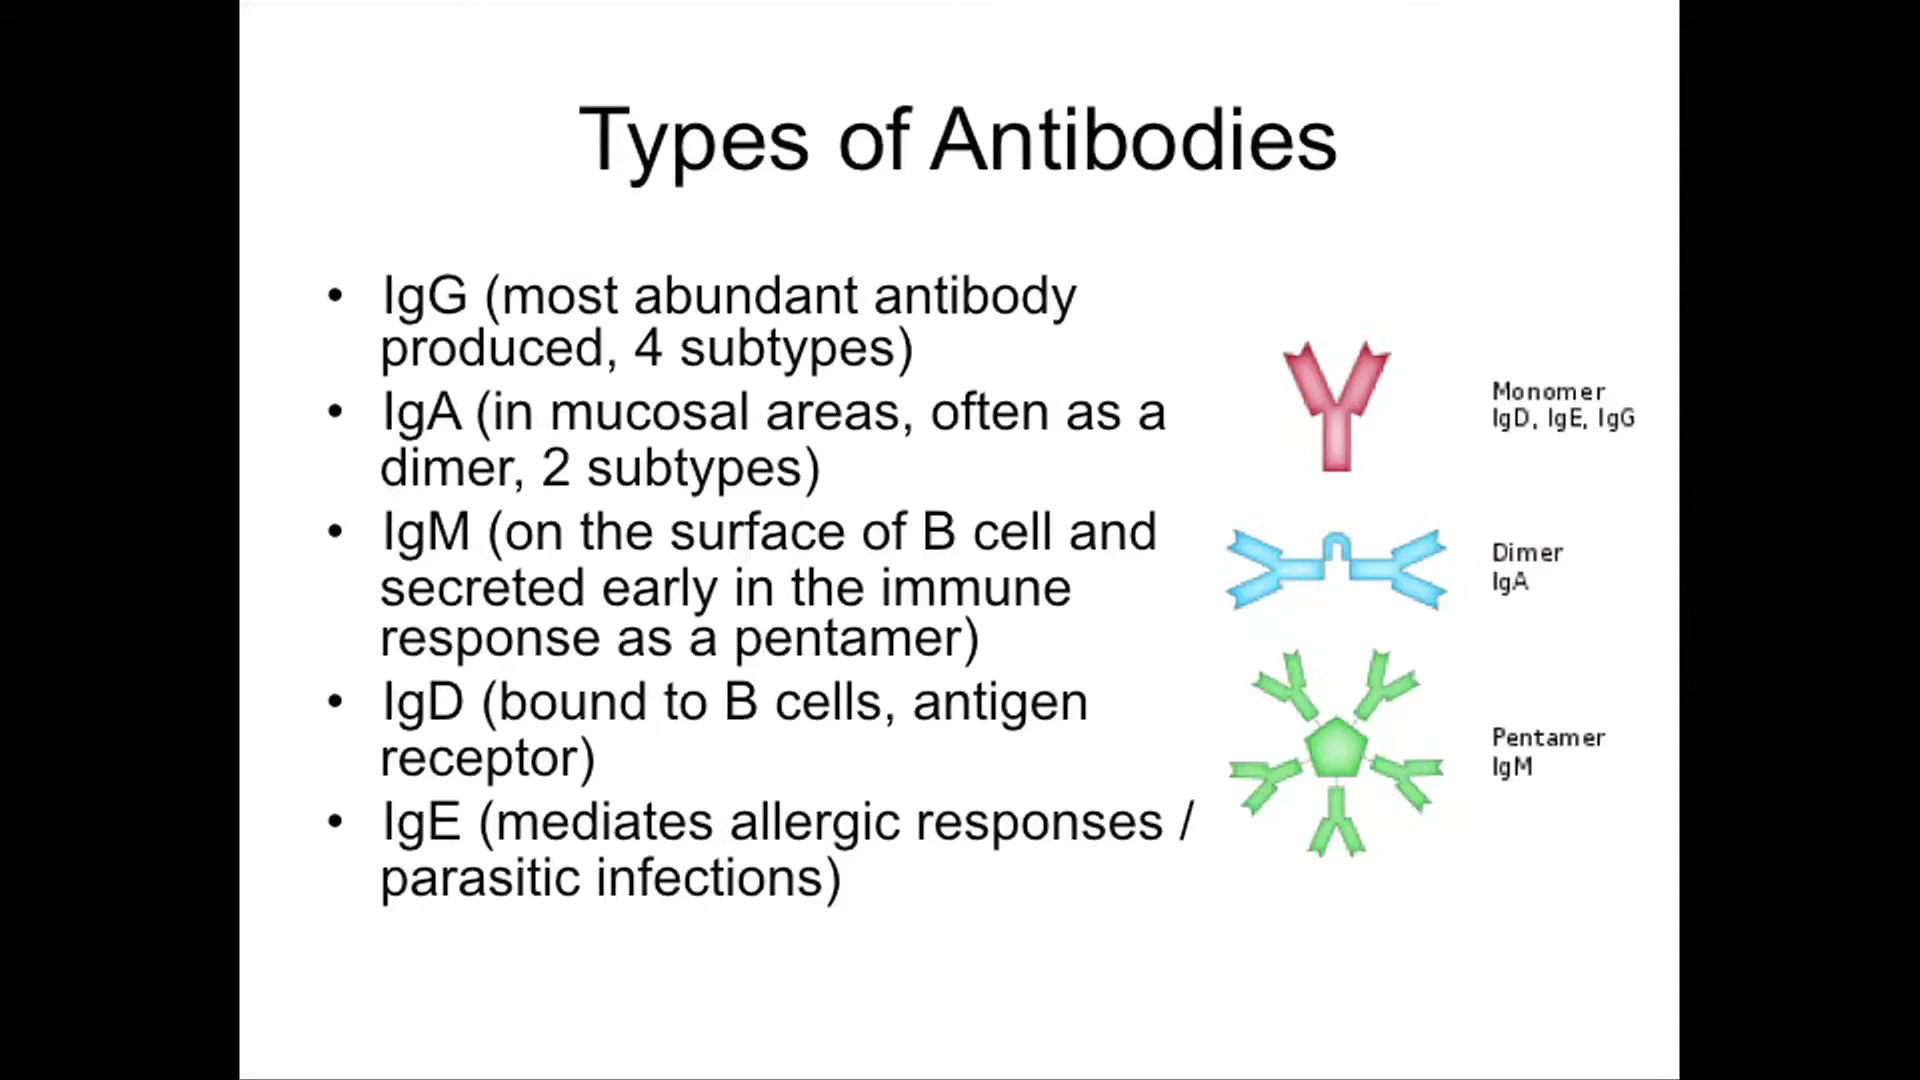 Types of Antibodies
• IgG (most abundant antibody
produced, 4 subtypes)
• IgA (in mucosal areas, often as a
dimer, 2 subtypes)
• IgM (on the surface of B cell and
secreted early in the immune
response as a pentamer)
• IgD (bound to B cells, antigen
receptor)
• IgE (mediates allergic responses /
parasitic infections)
Monomer
IgD, IgE, IgG
Dimer
IgA
Pentamer
IgM